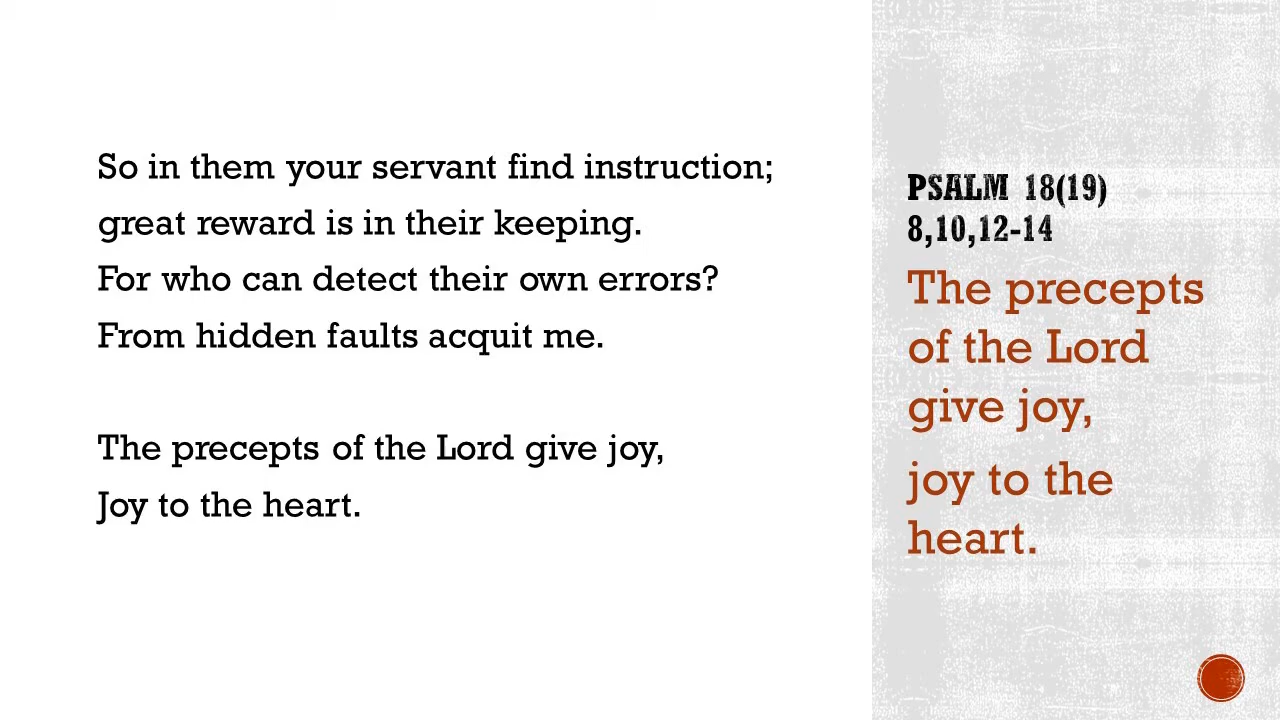 So in them your servant find instruction;
great reward is in their keeping.
For who can detect their own errors?
From hidden faults acquit me.
The precepts of the Lord give joy,
Joy to the heart.
PSALM 18(19)
8,10,12-14
The precepts
of the Lord
give joy,
joy to the
heart.